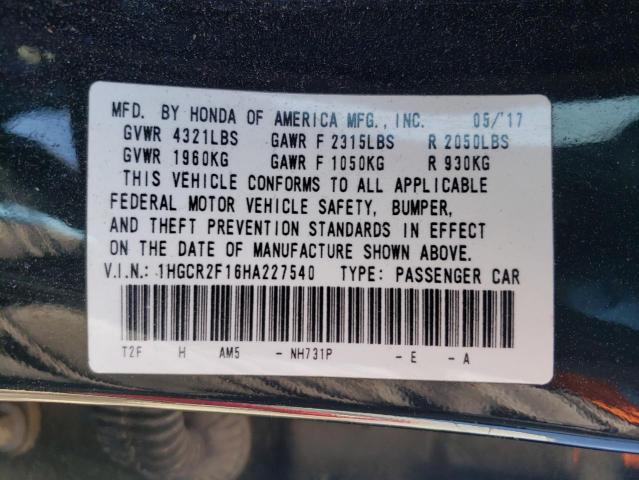 MFD. BY HONDA OF AMERICA MFG., INC. 05/'17
GVWR 4321LBS GAWR F 2315LBS R 2050LBS
GVWR 1960KG GAWR F 1050KG R 930KG
THIS VEHICLE CONFORMS TO ALL APPLICABLE
FEDERAL MOTOR VEHICLE SAFETY, BUMPER,
AND THEFT PREVENTION STANDARDS IN EFFECT
ON THE DATE OF MANUFACTURE SHOWN ABOVE.
V.I.N.: 1HGCR2F16HA227540 TYPE: PASSENGER CAR
T2F H AM5 - NH731P - E - A